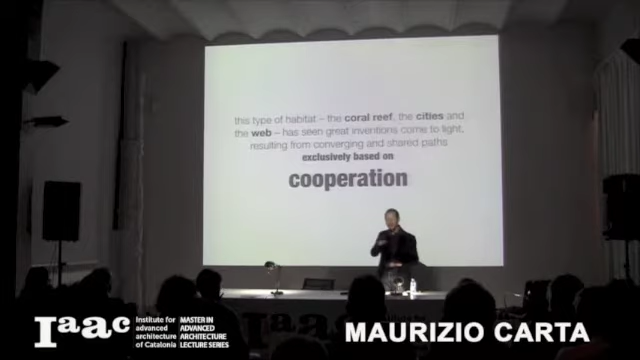 this type of habitat – the coral reef, the cities and
the web – has seen great inventions come to light,
resulting from converging and shared paths
exclusively based on
cooperation
Iaac
Institute for
advanced
architecture
of Catalonia
MASTER IN
ADVANCED
ARCHITECTURE
LECTURE SERIES
MAURIZIO CARTA